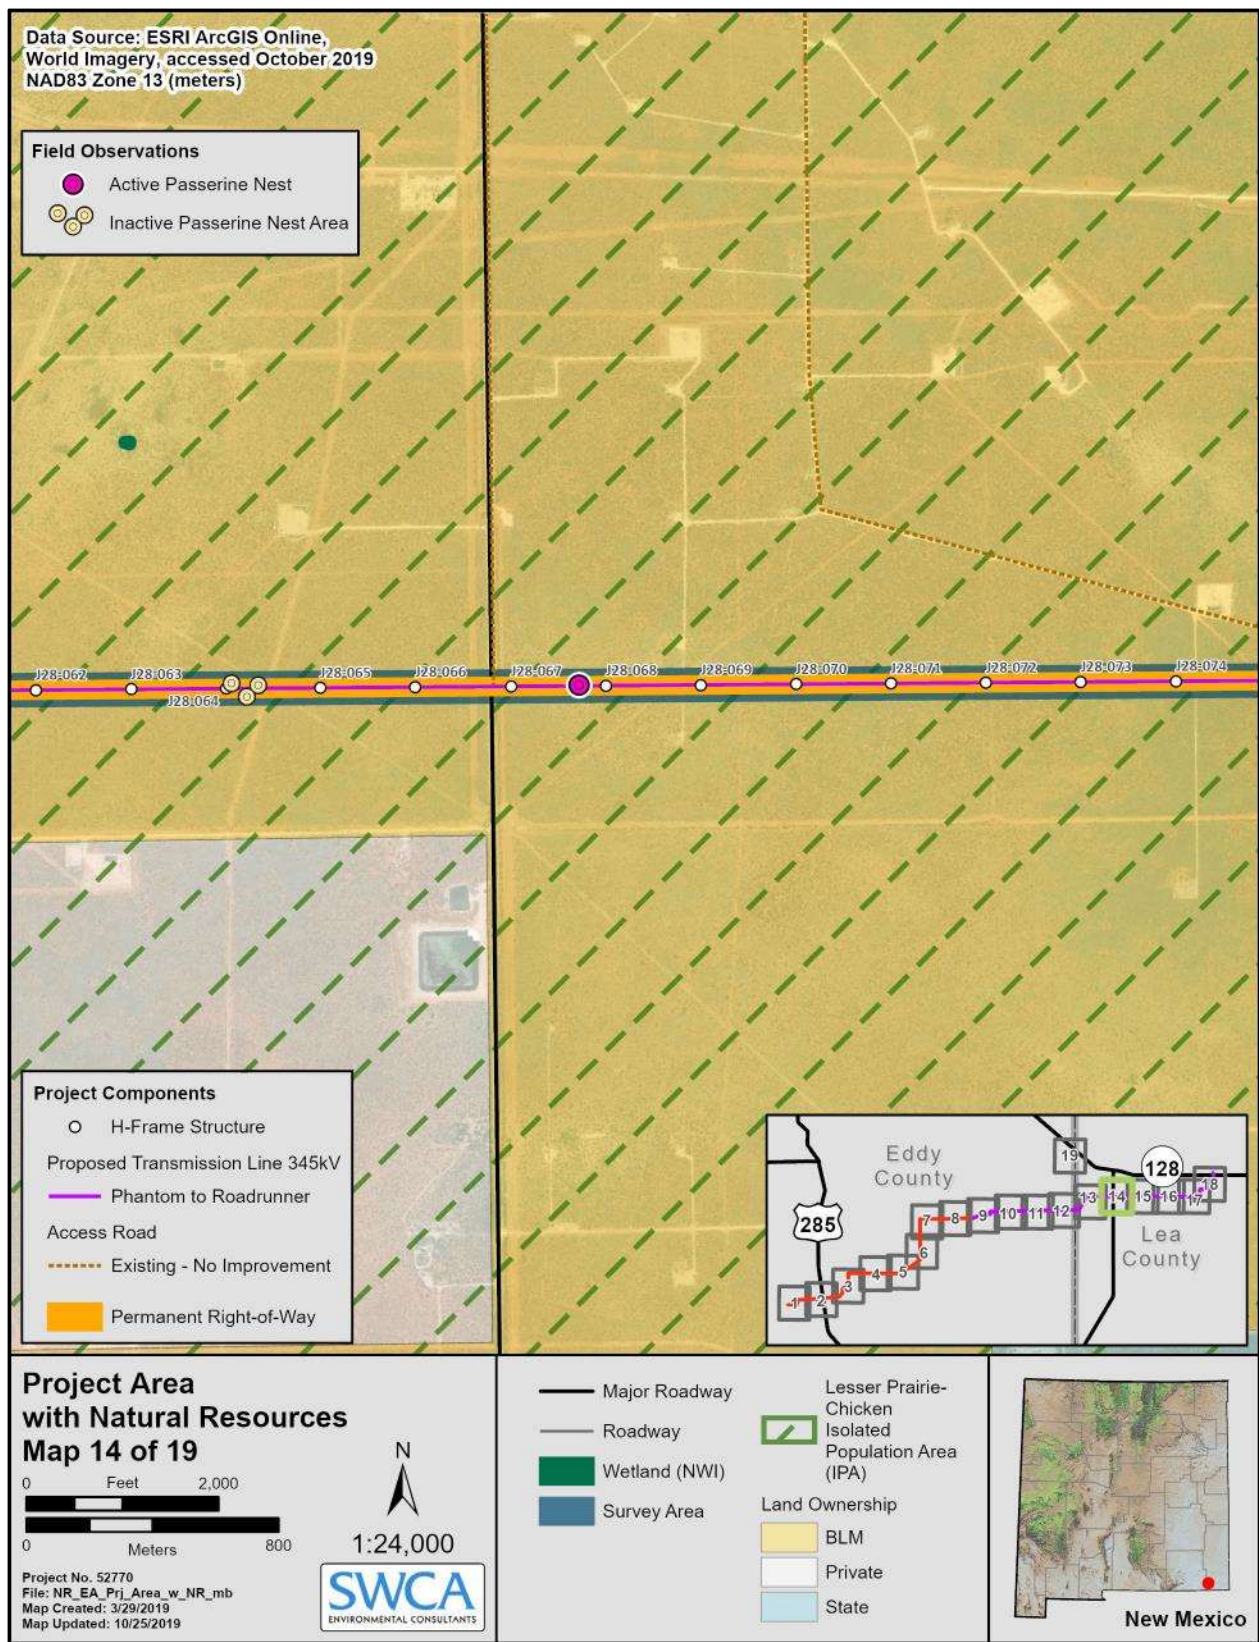 Data Source: ESRI ArcGIS Online,
World Imagery, accessed October 2019
NAD83 Zone 13 (meters)
Field Observations
Active Passerine Nest
Inactive Passerine Nest Area
J28-062
J28-063
J28-064
J28-065
J28-066
J28-067
J28-068
J28-069
J28-070
J28-071
J28-072
J28-073
J28-074
Project Components
H-Frame Structure
Proposed Transmission Line 345kV
Phantom to Roadrunner
Access Road
Existing - No Improvement
Permanent Right-of-Way
Eddy
County
19
128
285
1
2
3
4
5
6
7
8
9
10
11
12
13
14
15
16
17
18
Lea
County
Project Area
with Natural Resources
Map 14 of 19
0 Feet 2,000
0 Meters 800
N
1:24,000
Project No. 52770
File: NR_EA_Prj_Area_w_NR_mb
Map Created: 3/29/2019
Map Updated: 10/25/2019
SWCA
ENVIRONMENTAL CONSULTANTS
Major Roadway
Roadway
Wetland (NWI)
Survey Area
Lesser Prairie-
Chicken
Isolated
Population Area
(IPA)
Land Ownership
BLM
Private
State
New Mexico